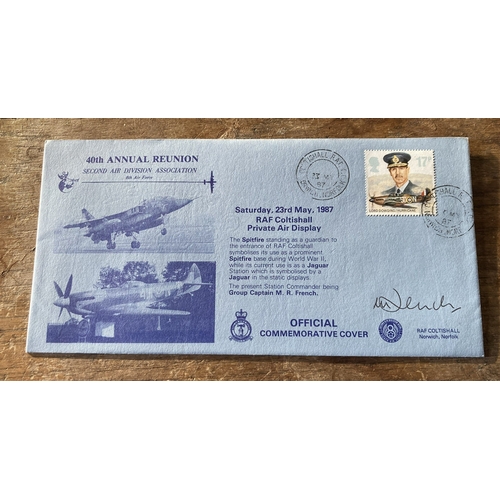 40th ANNUAL REUNION
SECOND AIR DIVISION ASSOCIATION
8th Air Force
Saturday, 23rd May, 1987
RAF Coltishall
Private Air Display
The Spitfire standing as a guardian to
the entrance of RAF Coltishall
symbolises its use as a prominent
Spitfire base during World War II,
while its current use is as a Jaguar
Station which is symbolised by a
Jaguar in the static displays.
The present Station Commander being
Group Captain M. R. French.
OFFICIAL
COMMEMORATIVE COVER
RAF COLTISHALL
Norwich, Norfolk
17p